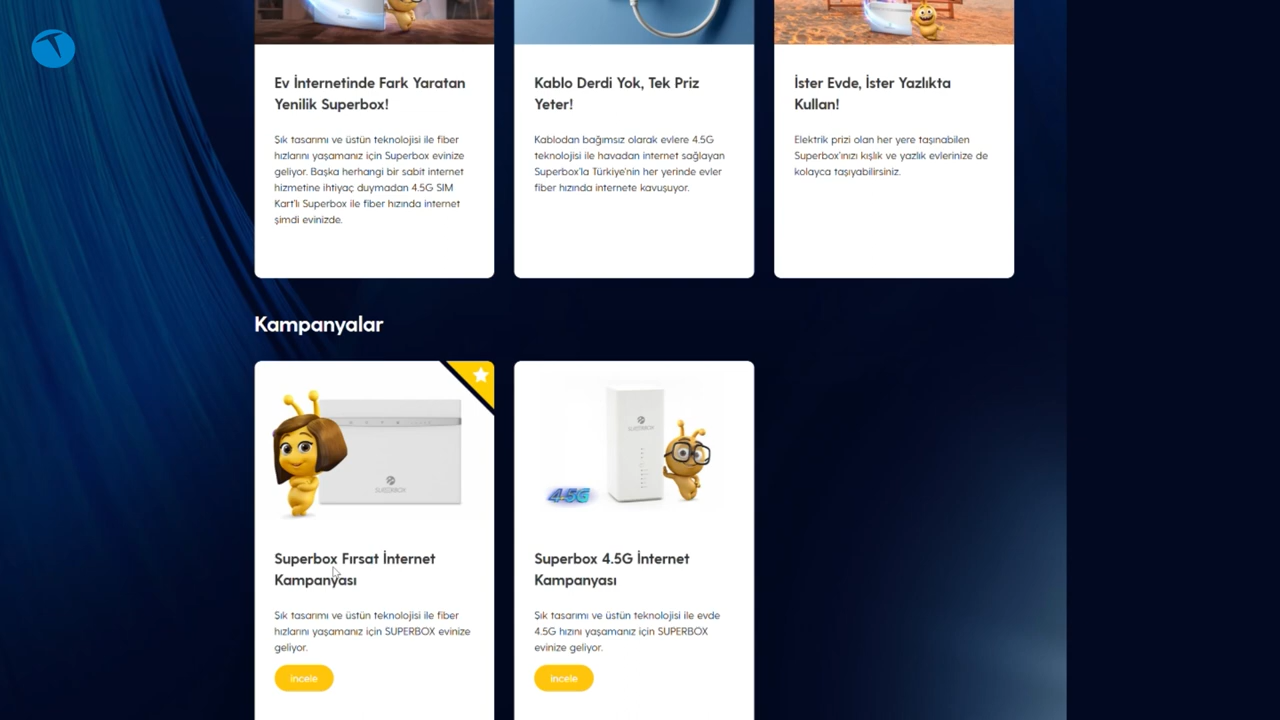 Ev İnternetinde Fark Yaratan
Yenilik Superbox!
Şık tasarımı ve üstün teknolojisi ile fiber
hızlarını yaşamanız için Superbox evinize
geliyor. Başka herhangi bir sabit internet
hizmetine ihtiyaç duymadan 4.5G SIM
Kart'lı Superbox ile fiber hızında internet
şimdi evinizde.
Kablo Derdi Yok, Tek Priz
Yeter!
Kablodan bağımsız olarak evlere 4.5G
teknolojisi ile havadan internet sağlayan
Superbox'la Türkiye'nin her yerinde evler
fiber hızında internete kavuşuyor.
İster Evde, İster Yazlıkta
Kullan!
Elektrik prizi olan her yere taşınabilen
Superbox'ınızı kışlık ve yazlık evlerinize de
kolayca taşıyabilirsiniz.
Kampanyalar
SUPERBOX
Superbox Fırsat İnternet
Kampanyası
Şık tasarımı ve üstün teknolojisi ile fiber
hızlarını yaşamanız için SUPERBOX evinize
geliyor.
incele
SUPERBOX
4.5G
Superbox 4.5G İnternet
Kampanyası
Şık tasarımı ve üstün teknolojisi ile evde
4.5G hızını yaşamanız için SUPERBOX
evinize geliyor.
incele